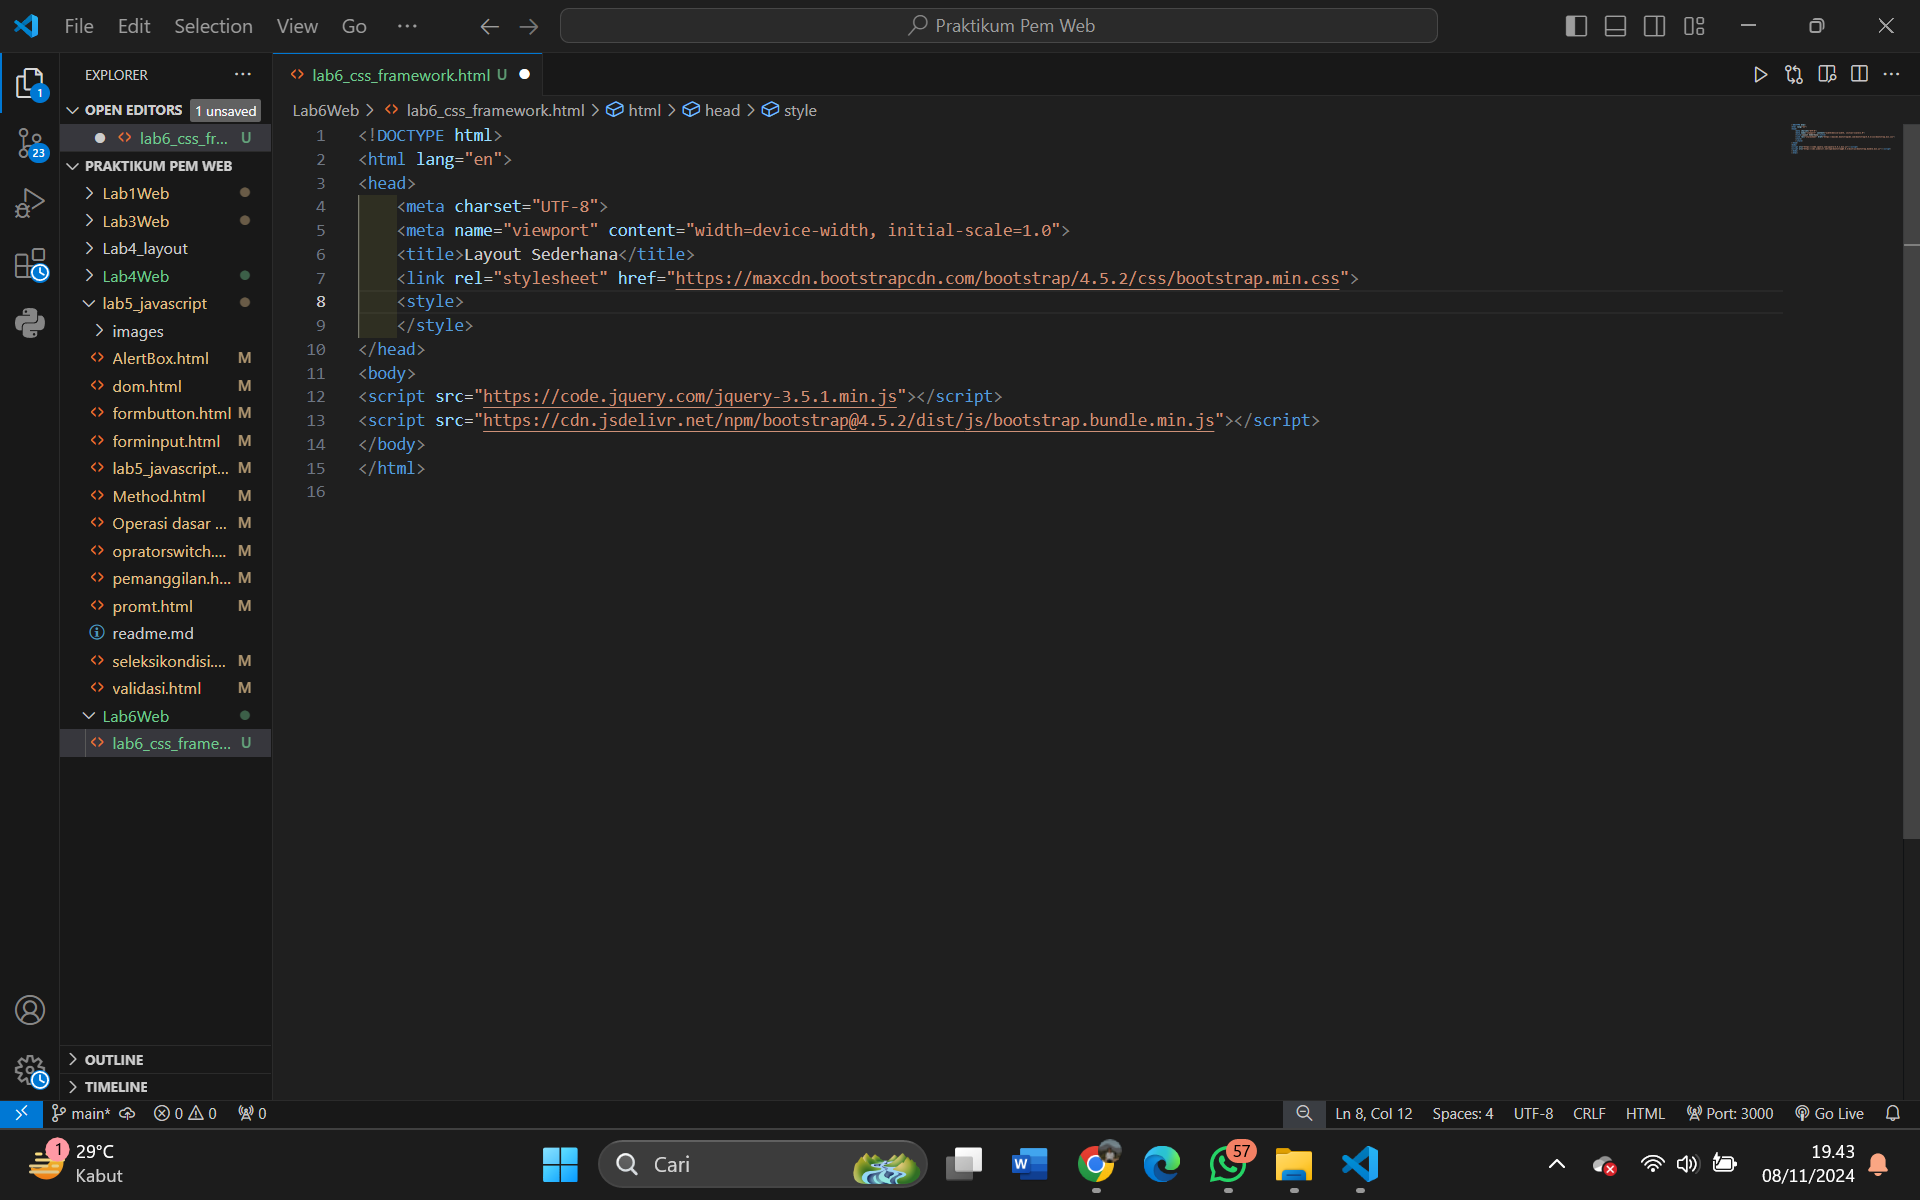 File Edit Selection View Go ···
Praktikum Pem Web
EXPLORER ···
OPEN EDITORS 1 unsaved
lab6_css_fr... U
PRAKTIKUM PEM WEB
Lab1Web
Lab3Web
Lab4_layout
Lab4Web
lab5_javascript
images
AlertBox.html M
dom.html M
formbutton.html M
forminput.html M
lab5_javascript... M
Method.html M
Operasi dasar ... M
opratorswitch.... M
pemanggilan.h... M
promt.html M
readme.md
seleksikondisi.... M
validasi.html M
Lab6Web
lab6_css_frame... U
OUTLINE
TIMELINE
1
23
lab6_css_framework.html U
Lab6Web > lab6_css_framework.html > html > head > style
1 <!DOCTYPE html>
2 <html lang="en">
3 <head>
4 <meta charset="UTF-8">
5 <meta name="viewport" content="width=device-width, initial-scale=1.0">
6 <title>Layout Sederhana</title>
7 <link rel="stylesheet" href="https://maxcdn.bootstrapcdn.com/bootstrap/4.5.2/css/bootstrap.min.css">
8 <style>
9 </style>
10 </head>
11 <body>
12 <script src="https://code.jquery.com/jquery-3.5.1.min.js"></script>
13 <script src="https://cdn.jsdelivr.net/npm/bootstrap@4.5.2/dist/js/bootstrap.bundle.min.js"></script>
14 </body>
15 </html>
16
main* 0 0 0
Ln 8, Col 12 Spaces: 4 UTF-8 CRLF HTML Port: 3000 Go Live
1 29°C
Kabut
Cari
W
57
19.43
08/11/2024